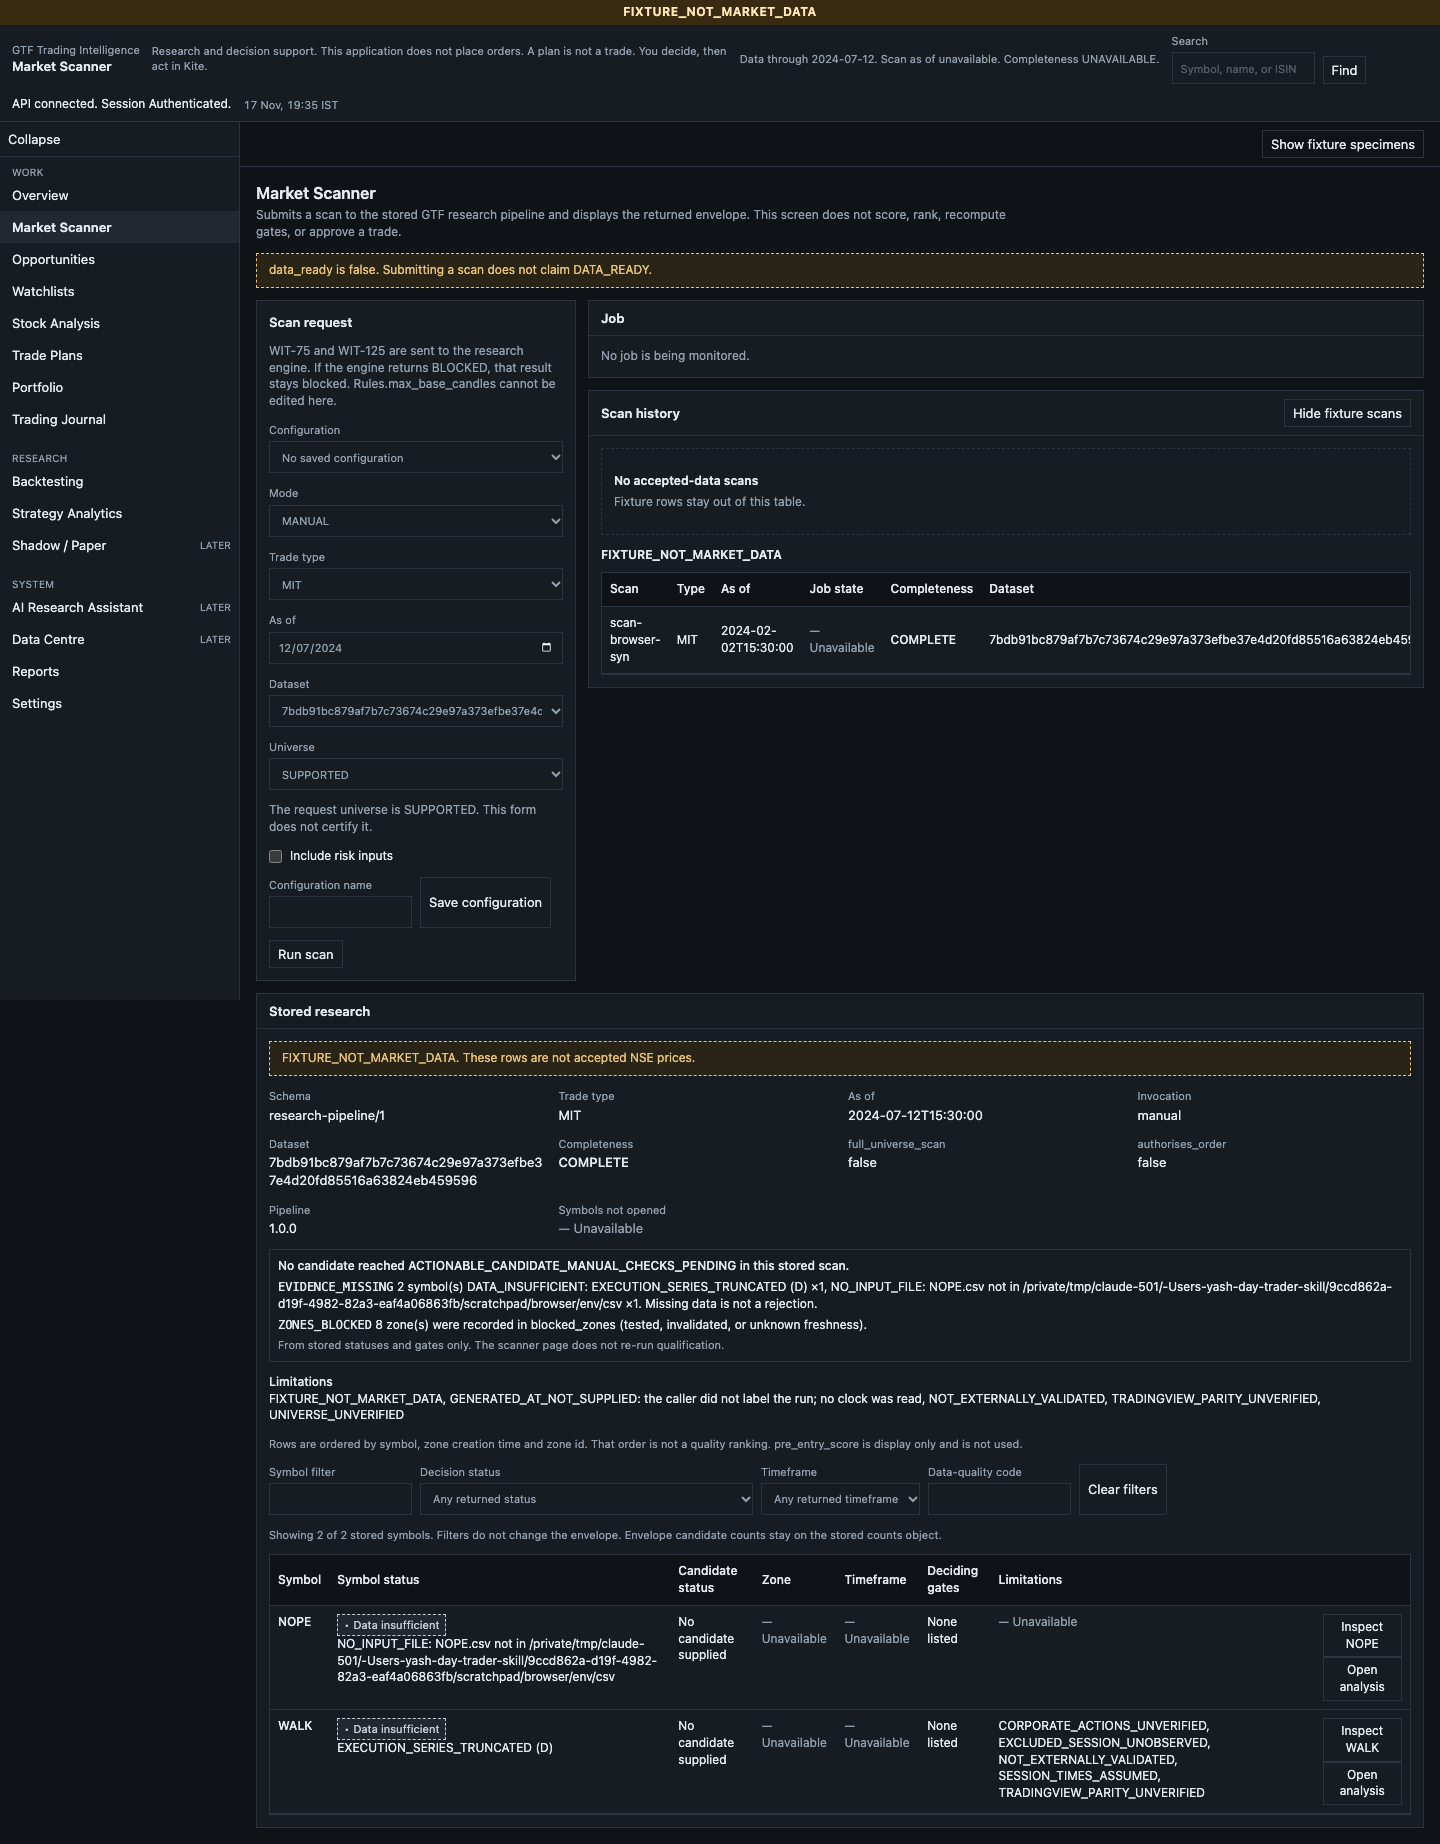 FIXTURE_NOT_MARKET_DATA
GTF Trading Intelligence
Market Scanner
Research and decision support. This application does not place orders. A plan is not a trade. You decide, then
act in Kite.
Data through 2024-07-12. Scan as of unavailable. Completeness UNAVAILABLE.
Search
Symbol, name, or ISIN
Find
API connected. Session Authenticated.
17 Nov, 19:35 IST
Collapse
WORK
Overview
Market Scanner
Opportunities
Watchlists
Stock Analysis
Trade Plans
Portfolio
Trading Journal
RESEARCH
Backtesting
Strategy Analytics
Shadow / Paper LATER
SYSTEM
AI Research Assistant LATER
Data Centre LATER
Reports
Settings
Show fixture specimens
Market Scanner
Submits a scan to the stored GTF research pipeline and displays the returned envelope. This screen does not score, rank, recompute
gates, or approve a trade.
data_ready is false. Submitting a scan does not claim DATA_READY.
Scan request
WIT-75 and WIT-125 are sent to the research
engine. If the engine returns BLOCKED, that result
stays blocked. Rules.max_base_candles cannot be
edited here.
Configuration
No saved configuration
Mode
MANUAL
Trade type
MIT
As of
12/07/2024
Dataset
7bdb91bc879af7b7c73674c29e97a373efbe37e4c
Universe
SUPPORTED
The request universe is SUPPORTED. This form
does not certify it.
Include risk inputs
Configuration name
Save configuration
Run scan
Job
No job is being monitored.
Scan history
Hide fixture scans
No accepted-data scans
Fixture rows stay out of this table.
FIXTURE_NOT_MARKET_DATA
Scan Type As of Job state Completeness Dataset
scan-
browser-
syn
MIT
2024-02-
02T15:30:00
—
Unavailable
COMPLETE
7bdb91bc879af7b7c73674c29e97a373efbe37e4d20fd85516a63824eb459
Stored research
FIXTURE_NOT_MARKET_DATA. These rows are not accepted NSE prices.
Schema
research-pipeline/1
Trade type
MIT
As of
2024-07-12T15:30:00
Invocation
manual
Dataset
7bdb91bc879af7b7c73674c29e97a373efbe3
7e4d20fd85516a63824eb459596
Completeness
COMPLETE
full_universe_scan
false
authorises_order
false
Pipeline
1.0.0
Symbols not opened
— Unavailable
No candidate reached ACTIONABLE_CANDIDATE_MANUAL_CHECKS_PENDING in this stored scan.
EVIDENCE_MISSING 2 symbol(s) DATA_INSUFFICIENT: EXECUTION_SERIES_TRUNCATED (D) ×1, NO_INPUT_FILE: NOPE.csv not in /private/tmp/claude-501/-Users-yash-day-trader-skill/9ccd862a-
d19f-4982-82a3-eaf4a06863fb/scratchpad/browser/env/csv ×1. Missing data is not a rejection.
ZONES_BLOCKED 8 zone(s) were recorded in blocked_zones (tested, invalidated, or unknown freshness).
From stored statuses and gates only. The scanner page does not re-run qualification.
Limitations
FIXTURE_NOT_MARKET_DATA, GENERATED_AT_NOT_SUPPLIED: the caller did not label the run; no clock was read, NOT_EXTERNALLY_VALIDATED, TRADINGVIEW_PARITY_UNVERIFIED,
UNIVERSE_UNVERIFIED
Rows are ordered by symbol, zone creation time and zone id. That order is not a quality ranking. pre_entry_score is display only and is not used.
Symbol filter
Decision status
Any returned status
Timeframe
Any returned timeframe
Data-quality code
Clear filters
Showing 2 of 2 stored symbols. Filters do not change the envelope. Envelope candidate counts stay on the stored counts object.
Symbol Symbol status Candidate status Zone Timeframe Deciding gates Limitations
NOPE
• Data insufficient
NO_INPUT_FILE: NOPE.csv not in /private/tmp/claude-
501/-Users-yash-day-trader-skill/9ccd862a-d19f-4982-
82a3-eaf4a06863fb/scratchpad/browser/env/csv
No
candidate
supplied
—
Unavailable
—
Unavailable
None
listed
— Unavailable
Inspect
NOPE
Open
analysis
WALK
• Data insufficient
EXECUTION_SERIES_TRUNCATED (D)
No
candidate
supplied
—
Unavailable
—
Unavailable
None
listed
CORPORATE_ACTIONS_UNVERIFIED,
EXCLUDED_SESSION_UNOBSERVED,
NOT_EXTERNALLY_VALIDATED,
SESSION_TIMES_ASSUMED,
TRADINGVIEW_PARITY_UNVERIFIED
Inspect
WALK
Open
analysis